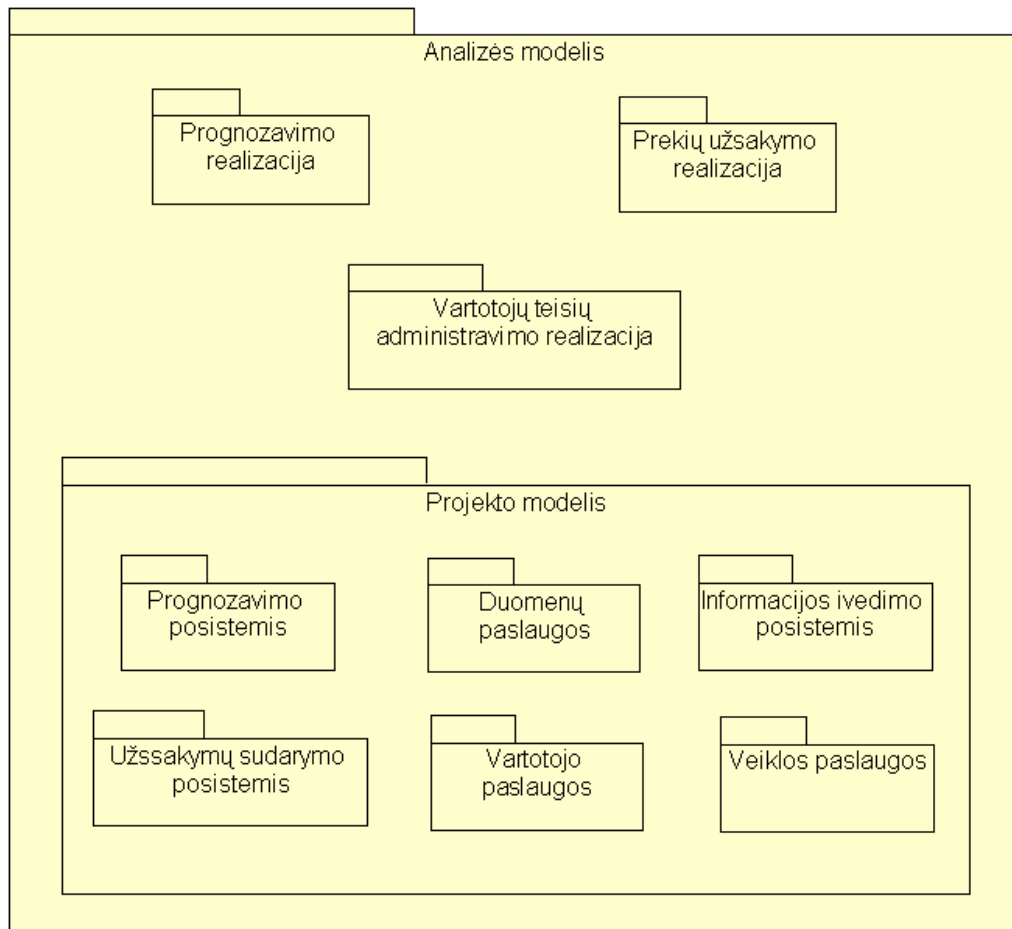 Analizės modelis
Prognozavimo
realizacija
Prekių užsakymo
realizacija
Vartotojų teisių
administravimo realizacija
Projekto modelis
Prognozavimo
posistemis
Duomenų
paslaugos
Informacijos ivedimo
posistemis
Užssakymų sudarymo
posistemis
Vartotojo
paslaugos
Veiklos paslaugos